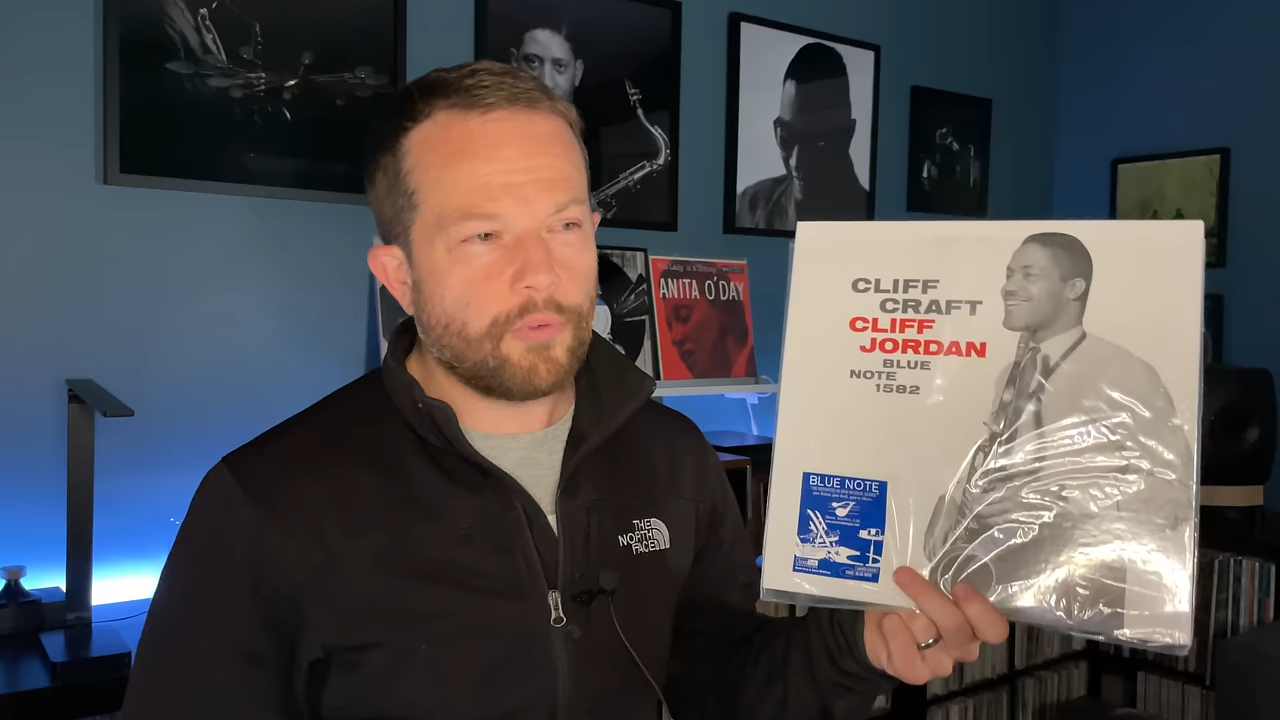 ANITA O'DAY
CLIFF
CRAFT
CLIFF
JORDAN
BLUE
NOTE
1582
BLUE NOTE
THE
NORTH
FACE